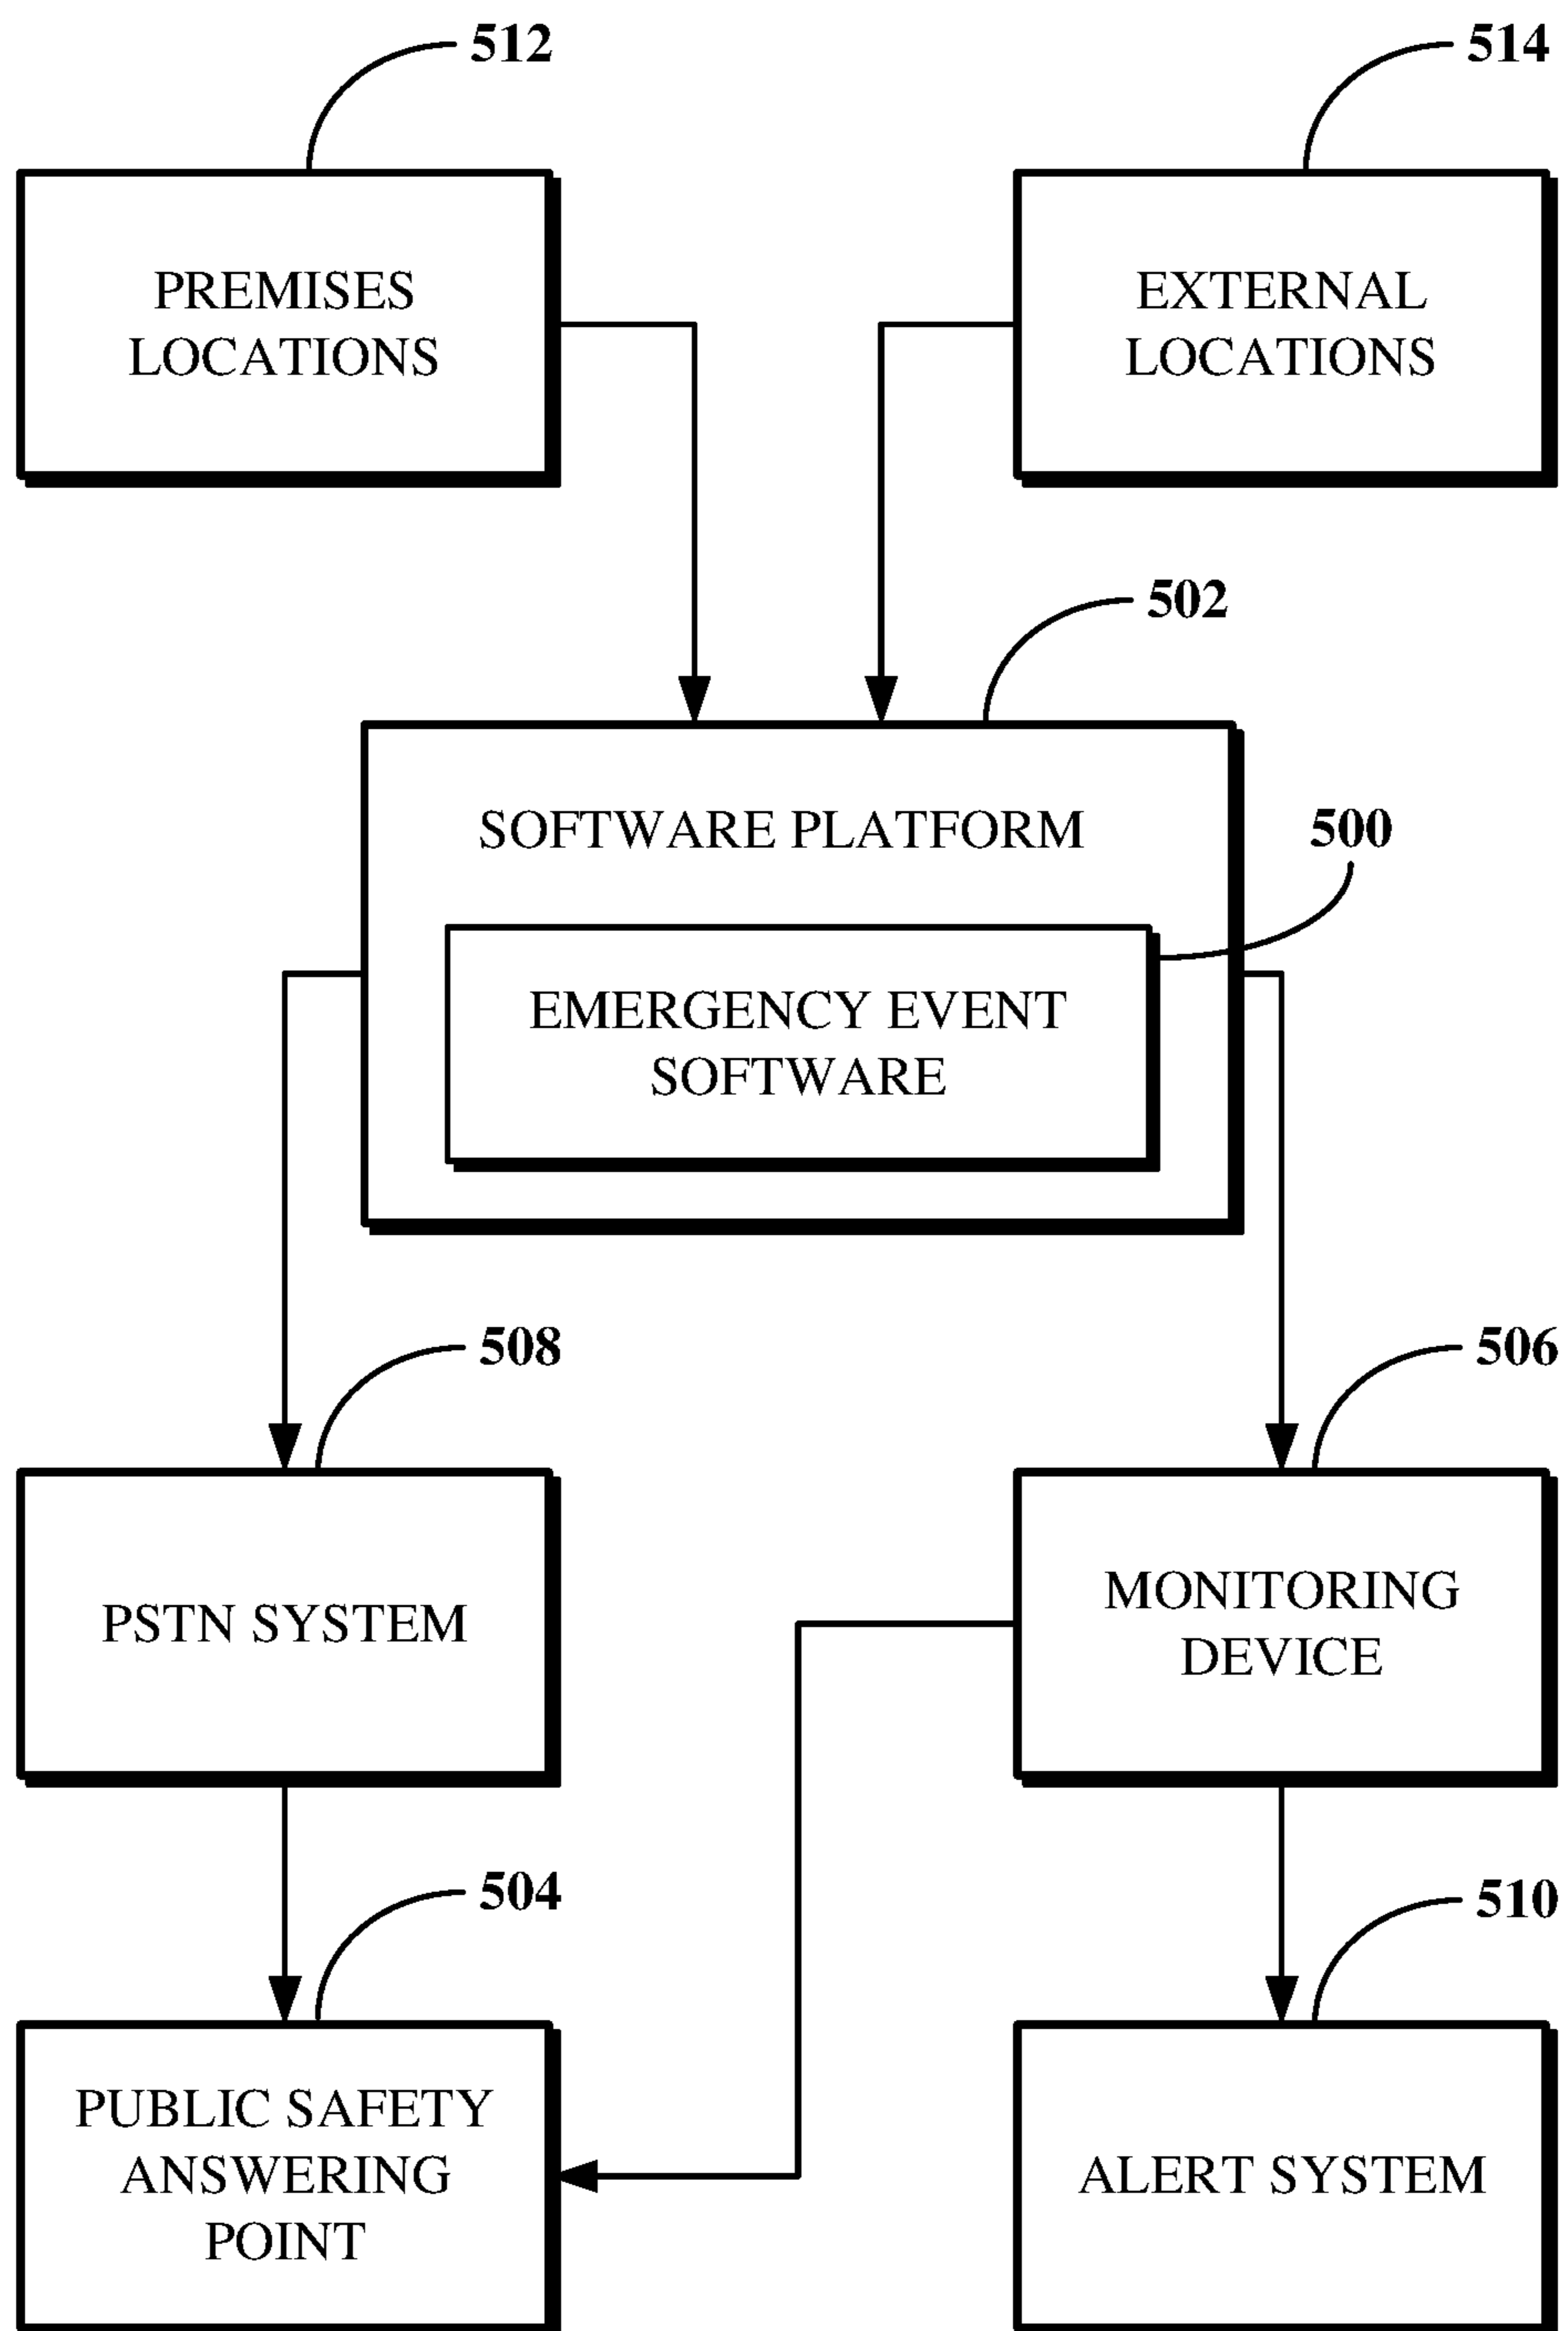 512
514
PREMISES
LOCATIONS
EXTERNAL
LOCATIONS
502
SOFTWARE PLATFORM
500
EMERGENCY EVENT
SOFTWARE
508
506
PSTN SYSTEM
MONITORING
DEVICE
504
510
PUBLIC SAFETY
ANSWERING
POINT
ALERT SYSTEM